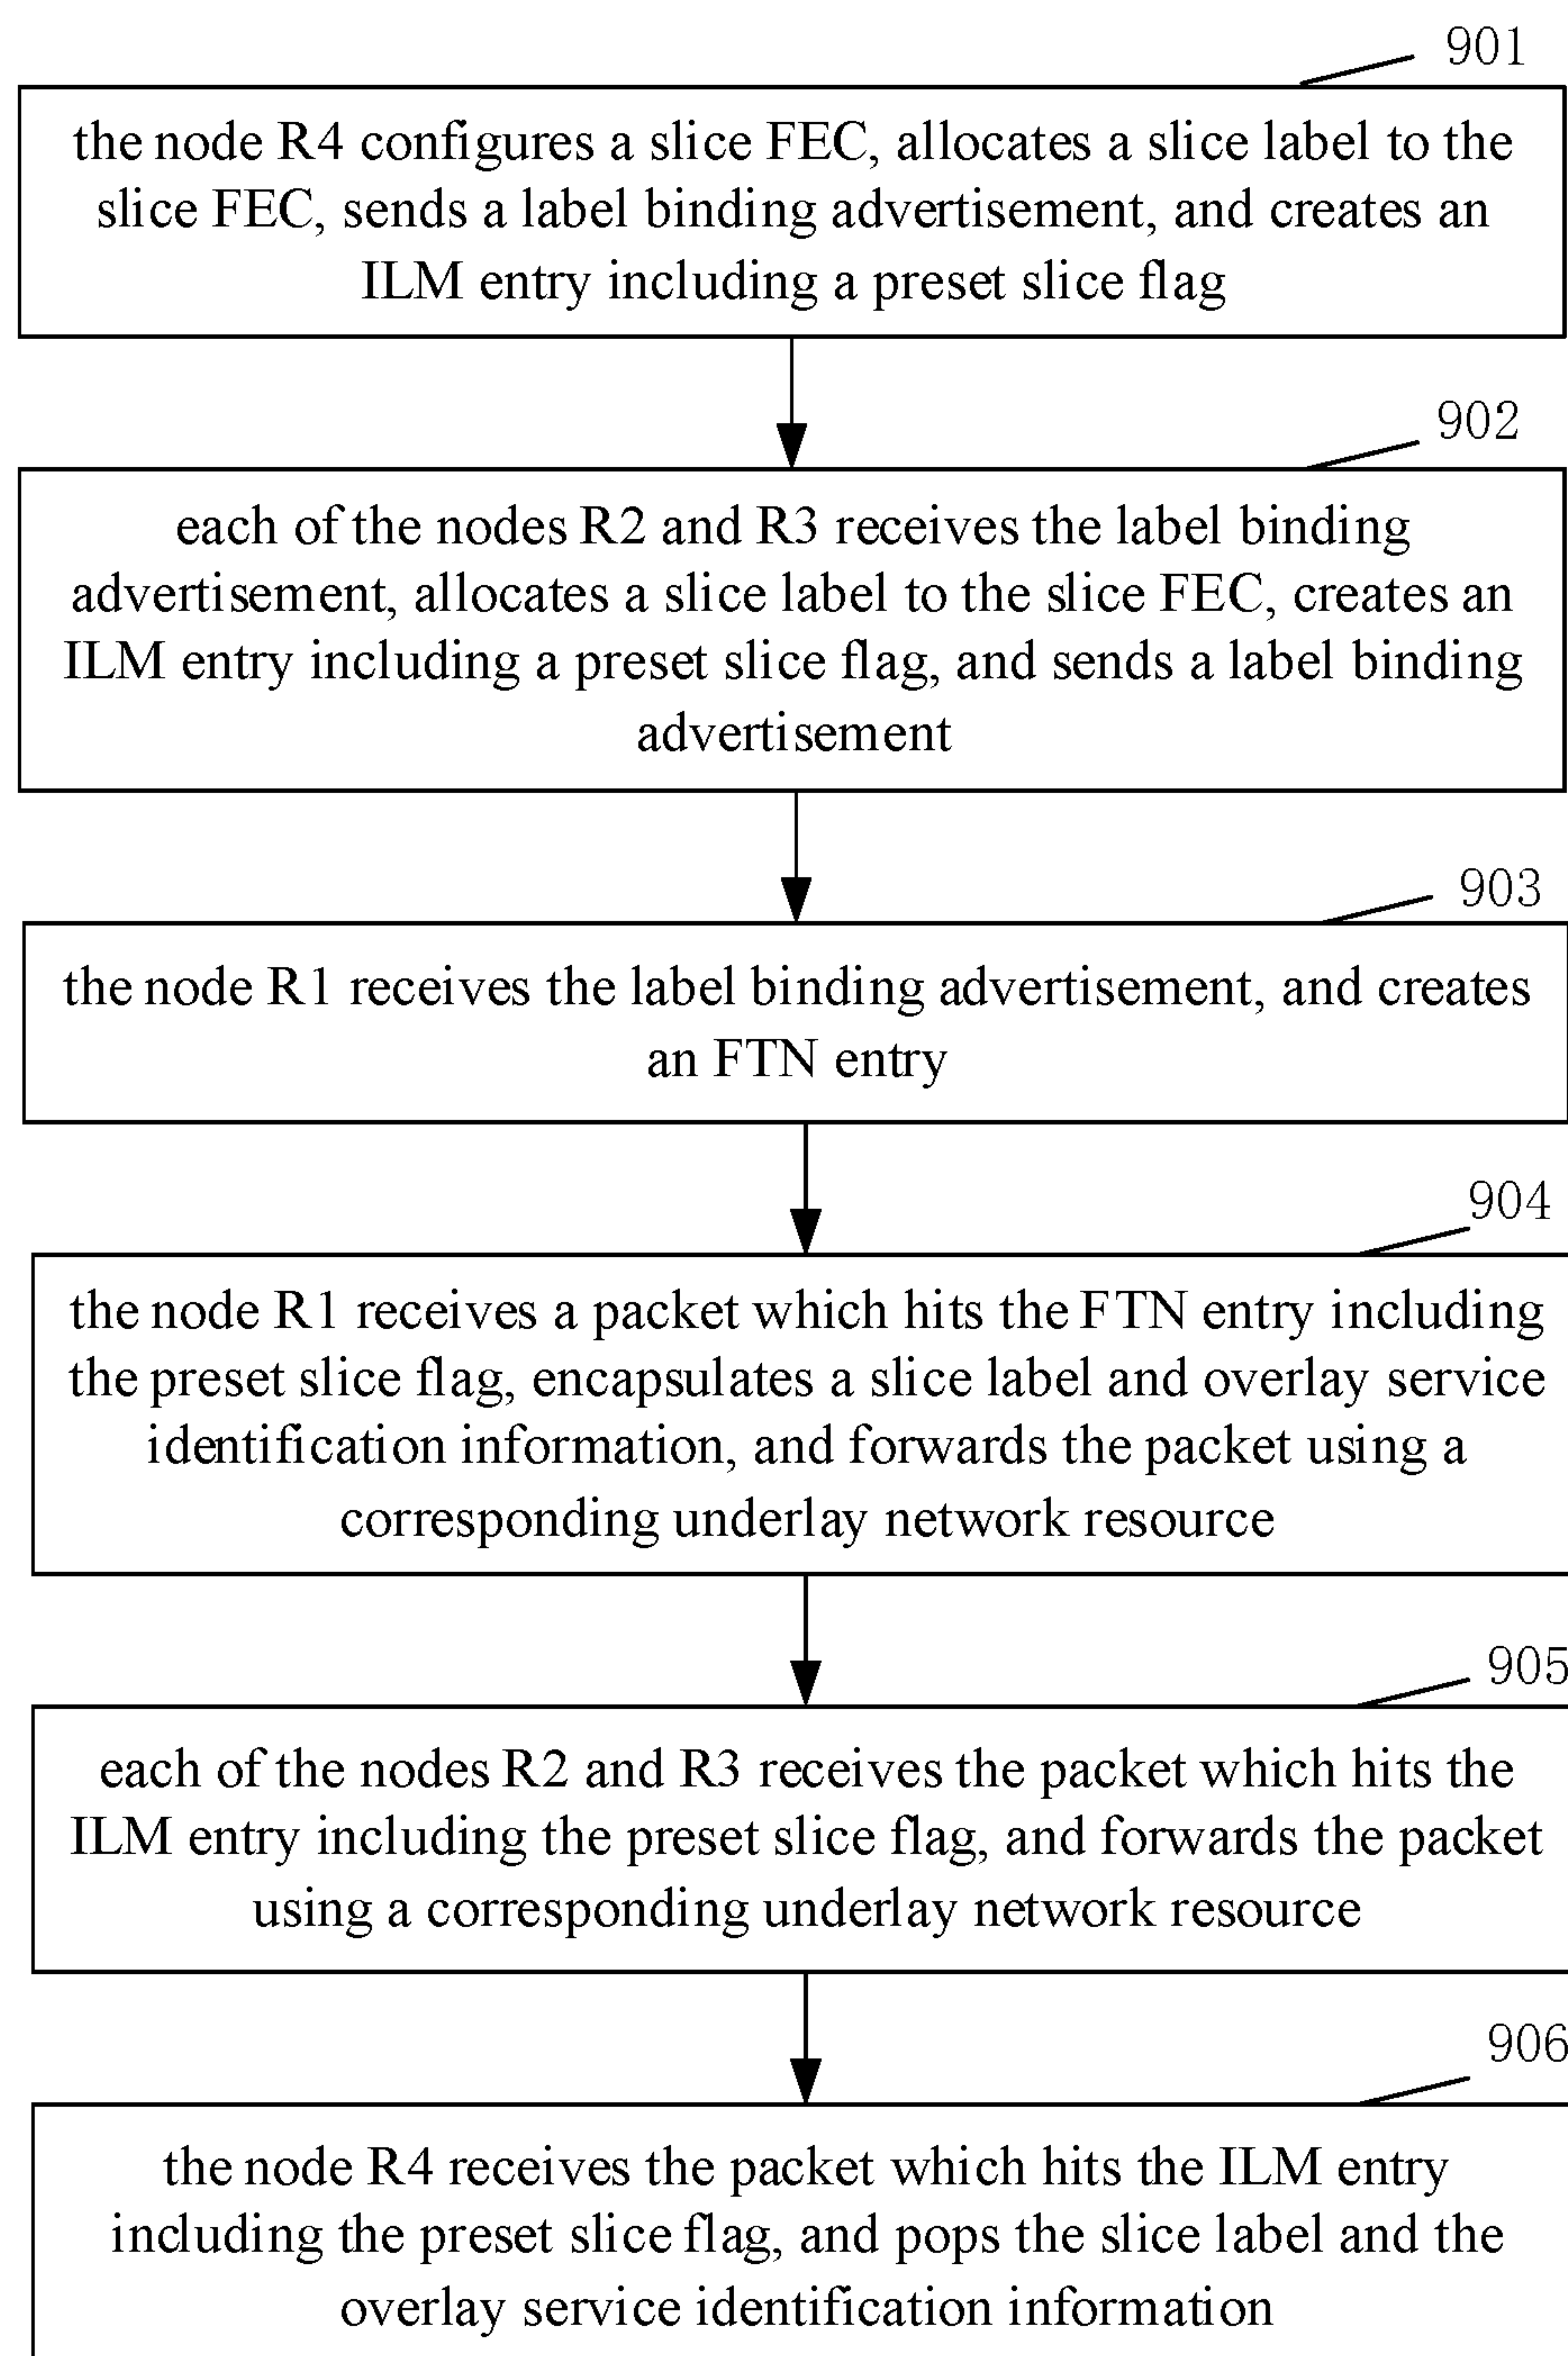 901
the node R4 configures a slice FEC, allocates a slice label to the
slice FEC, sends a label binding advertisement, and creates an
ILM entry including a preset slice flag
902
each of the nodes R2 and R3 receives the label binding
advertisement, allocates a slice label to the slice FEC, creates an
ILM entry including a preset slice flag, and sends a label binding
advertisement
903
the node R1 receives the label binding advertisement, and creates
an FTN entry
904
the node R1 receives a packet which hits the FTN entry including
the preset slice flag, encapsulates a slice label and overlay service
identification information, and forwards the packet using a
corresponding underlay network resource
905
each of the nodes R2 and R3 receives the packet which hits the
ILM entry including the preset slice flag, and forwards the packet
using a corresponding underlay network resource
906
the node R4 receives the packet which hits the ILM entry
including the preset slice flag, and pops the slice label and the
overlay service identification information